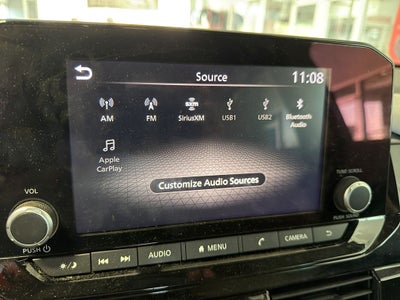 Source 11:08
AM FM SiriusXM USB1 USB2 Bluetooth Audio
Apple CarPlay
Customize Audio Sources
VOL
PUSH
TUNE·SCROLL
PUSH SOUND
AUDIO MENU CAMERA